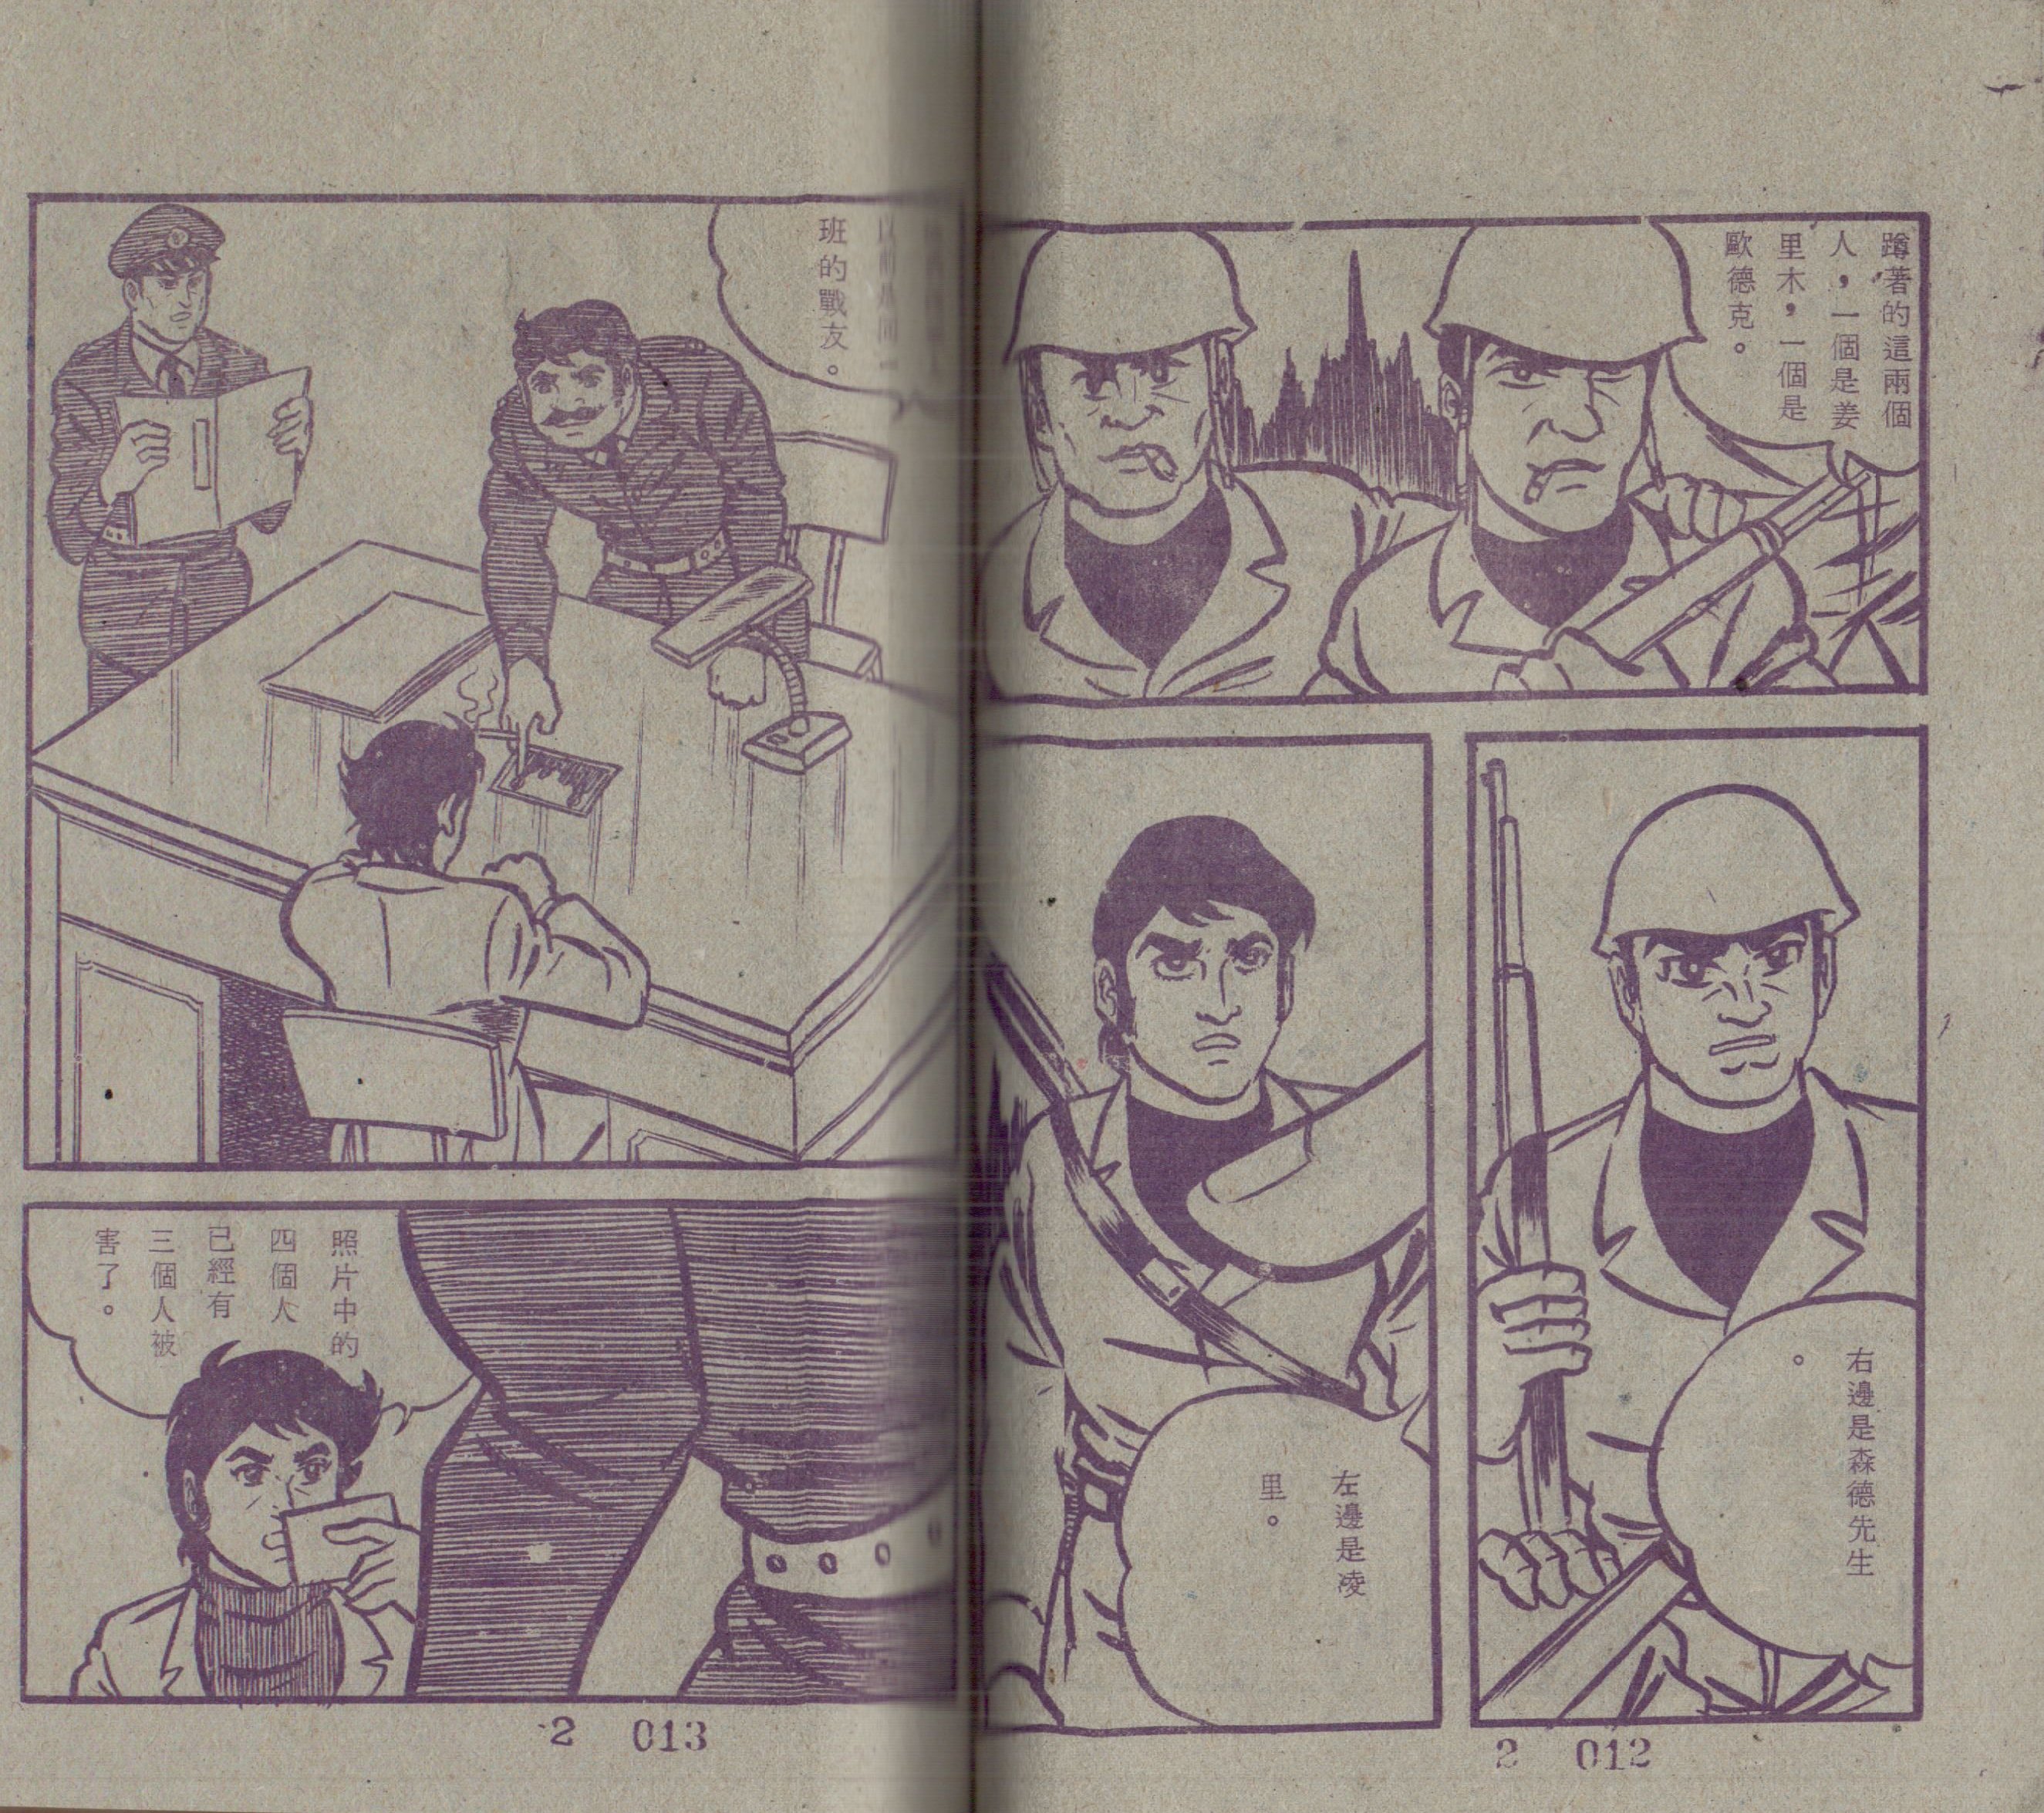 蹲著的這兩個
人，一個是姜
里木，一個是
歐德克。
右邊是森德先生
。
左邊是凌
里。
2 012
班的戰友。
照片中的
四個人
已經有
三個人被
害了。
2 013